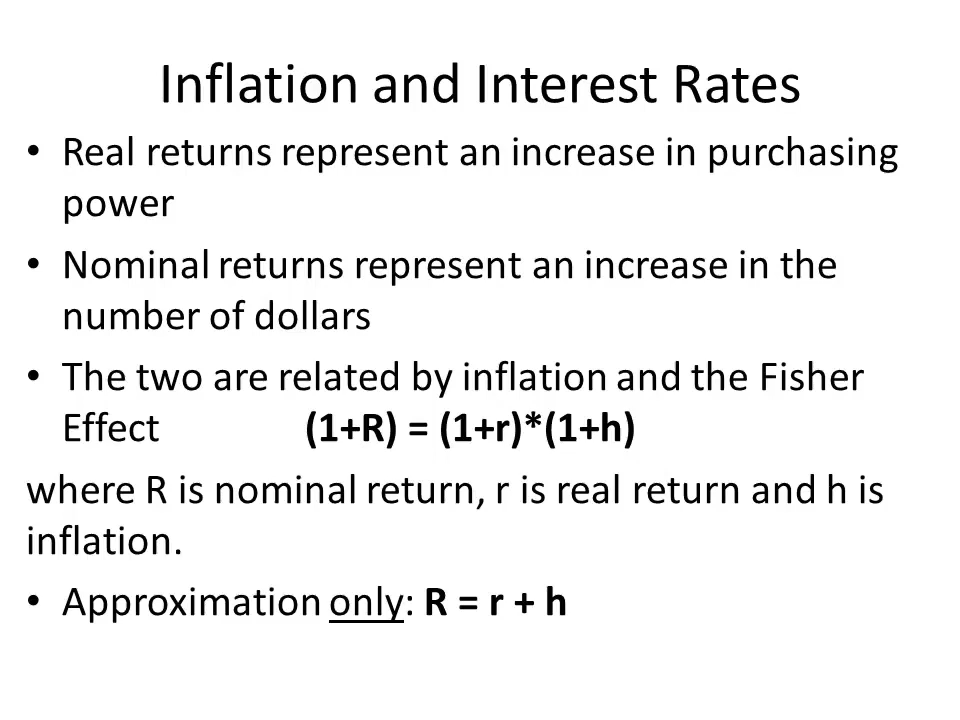 Inflation and Interest Rates
• Real returns represent an increase in purchasing
power
• Nominal returns represent an increase in the
number of dollars
• The two are related by inflation and the Fisher
Effect (1+R) = (1+r)*(1+h)
where R is nominal return, r is real return and h is
inflation.
• Approximation only: R = r + h